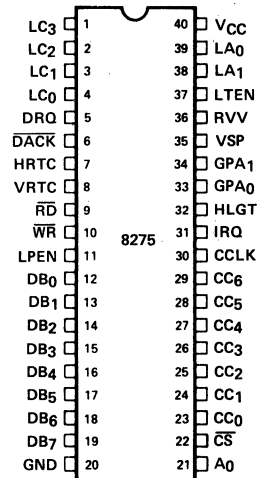 LC3 1 40 VCC
LC2 2 39 LA0
LC1 3 38 LA1
LC0 4 37 LTEN
DRQ 5 36 RVV
D̅A̅C̅K̅ 6 35 VSP
HRTC 7 34 GPA1
VRTC 8 33 GPA0
R̅D̅ 9 32 HLGT
W̅R̅ 10 31 IRQ
8275
LPEN 11 30 CCLK
DB0 12 29 CC6
DB1 13 28 CC5
DB2 14 27 CC4
DB3 15 26 CC3
DB4 16 25 CC2
DB5 17 24 CC1
DB6 18 23 CC0
DB7 19 22 C̅S̅
GND 20 21 A0